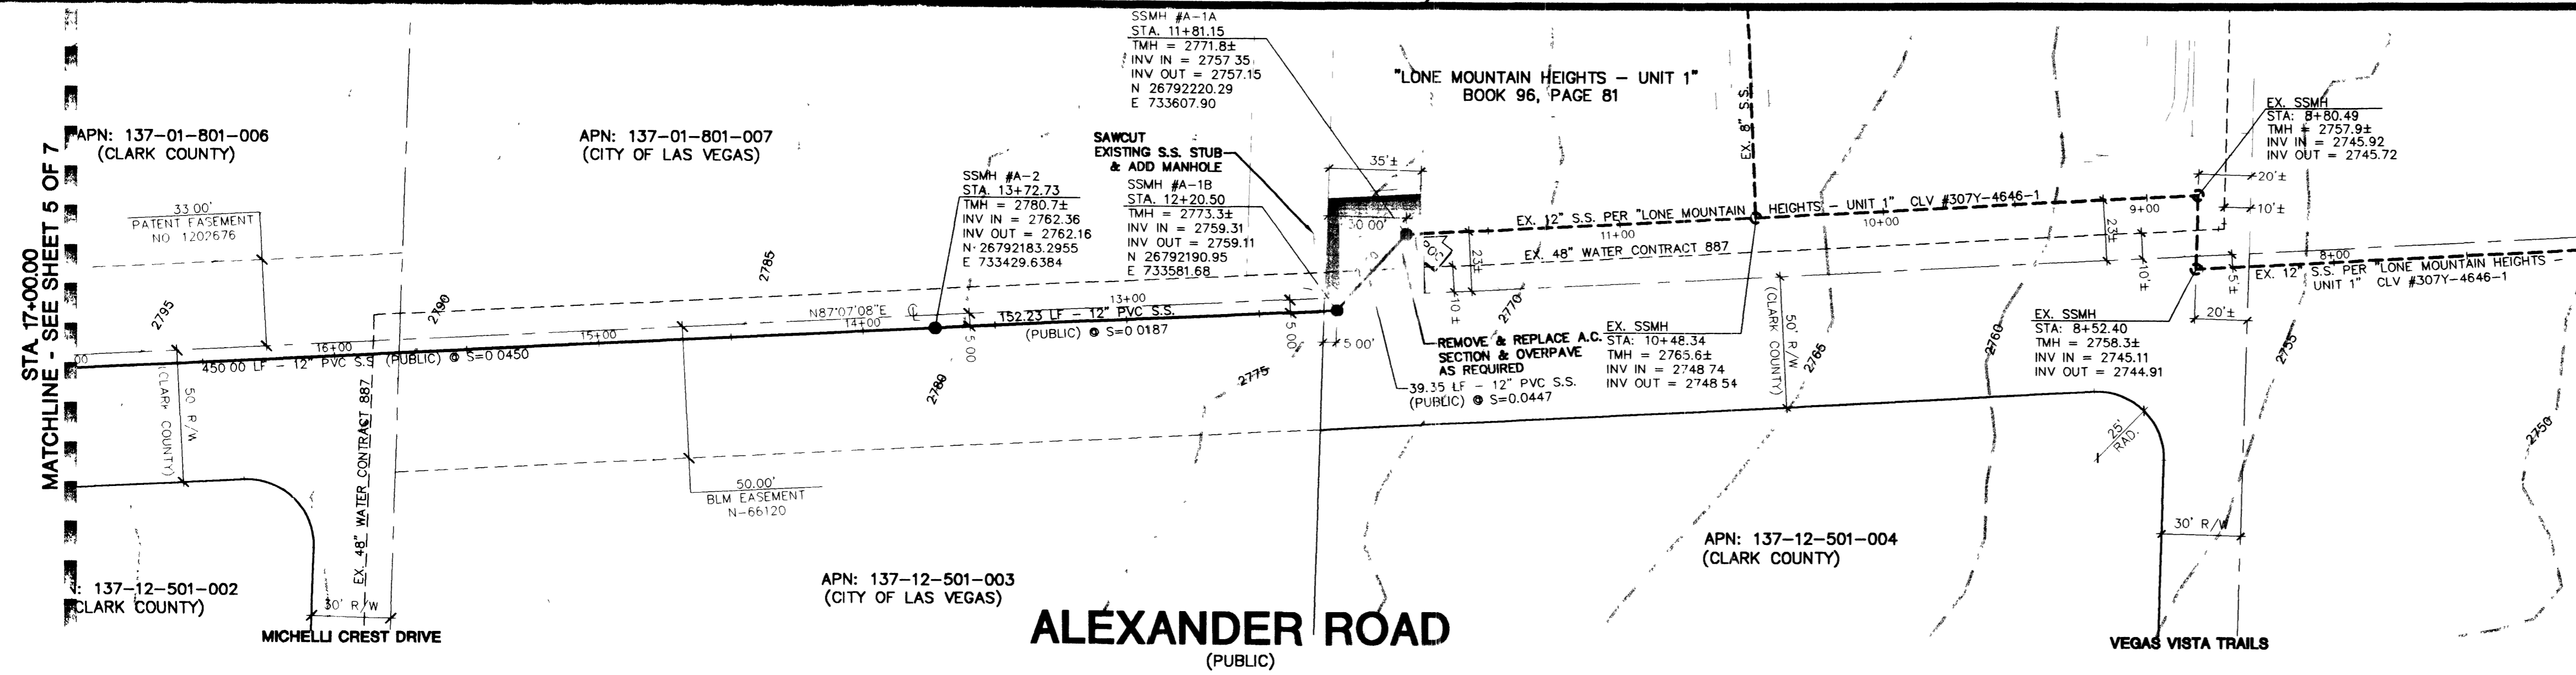 STA. 17+00.00
MATCHLINE - SEE SHEET 5 OF 7
APN: 137-01-801-006
(CLARK COUNTY)
33.00'
PATENT EASEMENT
NO 1202676
2795
APN: 137-01-801-007
(CITY OF LAS VEGAS)
2790
2785
SSMH #A-2
STA. 13+72.73
TMH = 2780.7±
INV IN = 2762.36
INV OUT = 2762.16
N 26792183.2955
E 733429.6384
SSMH #A-1A
STA. 11+81.15
TMH = 2771.8±
INV IN = 2757 35
INV OUT = 2757.15
N 26792220.29
E 733607.90
SAWCUT
EXISTING S.S. STUB
& ADD MANHOLE
SSMH #A-1B
STA. 12+20.50
TMH = 2773.3±
INV IN = 2759.31
INV OUT = 2759.11
N 26792190.95
E 733581.68
35'±
30 00'
"LONE MOUNTAIN HEIGHTS - UNIT 1"
BOOK 96, PAGE 81
EX. 8" S.S.
EX. 12" S.S. PER "LONE MOUNTAIN HEIGHTS - UNIT 1" CLV #307Y-4646-1
11+00
10+00
9+00
EX. 48" WATER CONTRACT 887
EX. SSMH
STA: 8+80.49
TMH = 2757.9±
INV IN = 2745.92
INV OUT = 2745.72
20'±
10'±
23±
10'±
5'±
8+00
EX. 12" S.S. PER "LONE MOUNTAIN HEIGHTS -
UNIT 1" CLV #307Y-4646-1
20'±
EX. SSMH
STA: 8+52.40
TMH = 2758.3±
INV IN = 2745.11
INV OUT = 2744.91
23±
10 ±
2770
00
16+00
15+00
14+00
13+00
N87°07'08"E
450 00 LF - 12" PVC S.S (PUBLIC) @ S=0 0450
152.23 LF - 12" PVC S.S.
(PUBLIC) @ S=0 0187
5.00
5.00
5 00'
REMOVE & REPLACE A.C.
SECTION & OVERPAVE
AS REQUIRED
39.35 LF - 12" PVC S.S.
(PUBLIC) @ S=0.0447
EX. SSMH
STA: 10+48.34
TMH = 2765.6±
INV IN = 2748 74
INV OUT = 2748 54
50' R/W
(CLARK COUNTY)
2765
2760
2755
2750
50 R/W
(CLARK COUNTY)
EX. 48" WATER CONTRACT 887
2780
2775
50.00'
BLM EASEMENT
N-66120
25'
RAD.
30' R/W
APN: 137-12-501-004
(CLARK COUNTY)
APN: 137-12-501-003
(CITY OF LAS VEGAS)
: 137-12-501-002
CLARK COUNTY)
30' R/W
MICHELLI CREST DRIVE
ALEXANDER ROAD
(PUBLIC)
VEGAS VISTA TRAILS